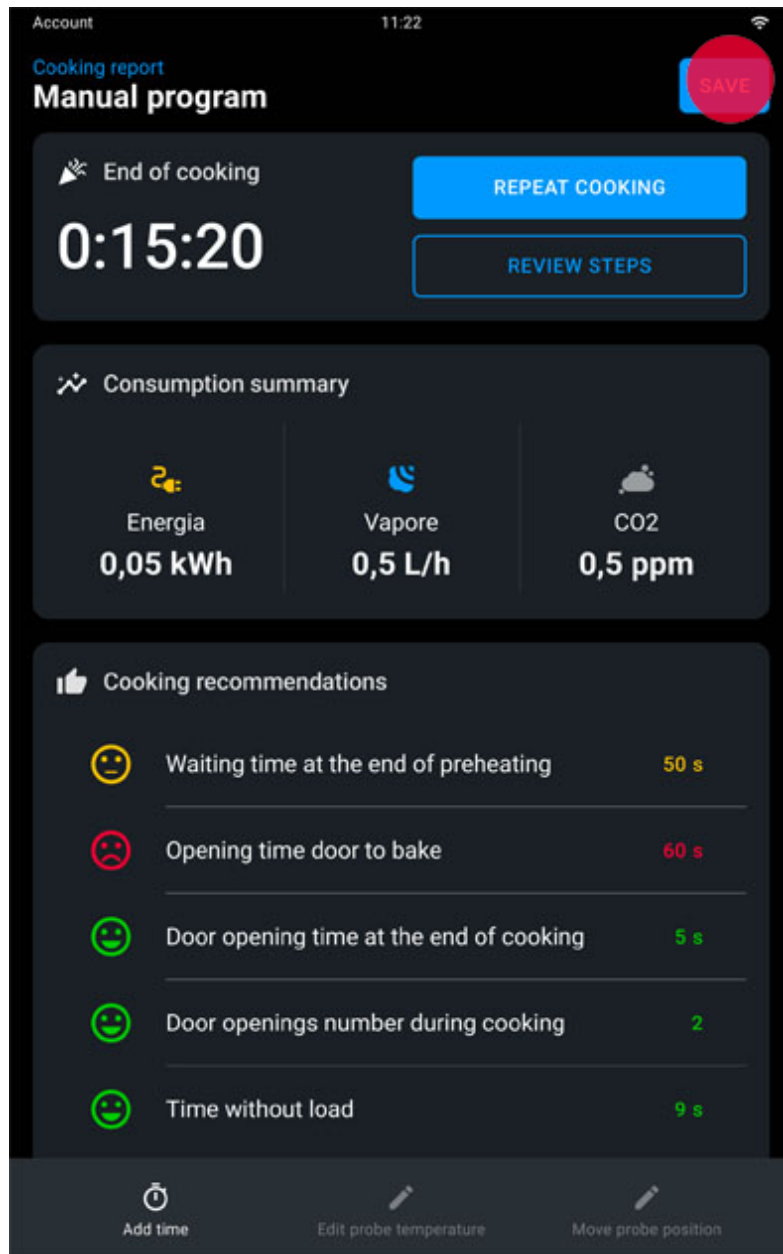 Account
11:22
Cooking report
Manual program
SAVE
End of cooking
0:15:20
REPEAT COOKING
REVIEW STEPS
Consumption summary
Energia
0,05 kWh
Vapore
0,5 L/h
CO2
0,5 ppm
Cooking recommendations
Waiting time at the end of preheating
50 s
Opening time door to bake
60 s
Door opening time at the end of cooking
5 s
Door openings number during cooking
2
Time without load
9 s
Add time
Edit probe temperature
Move probe position